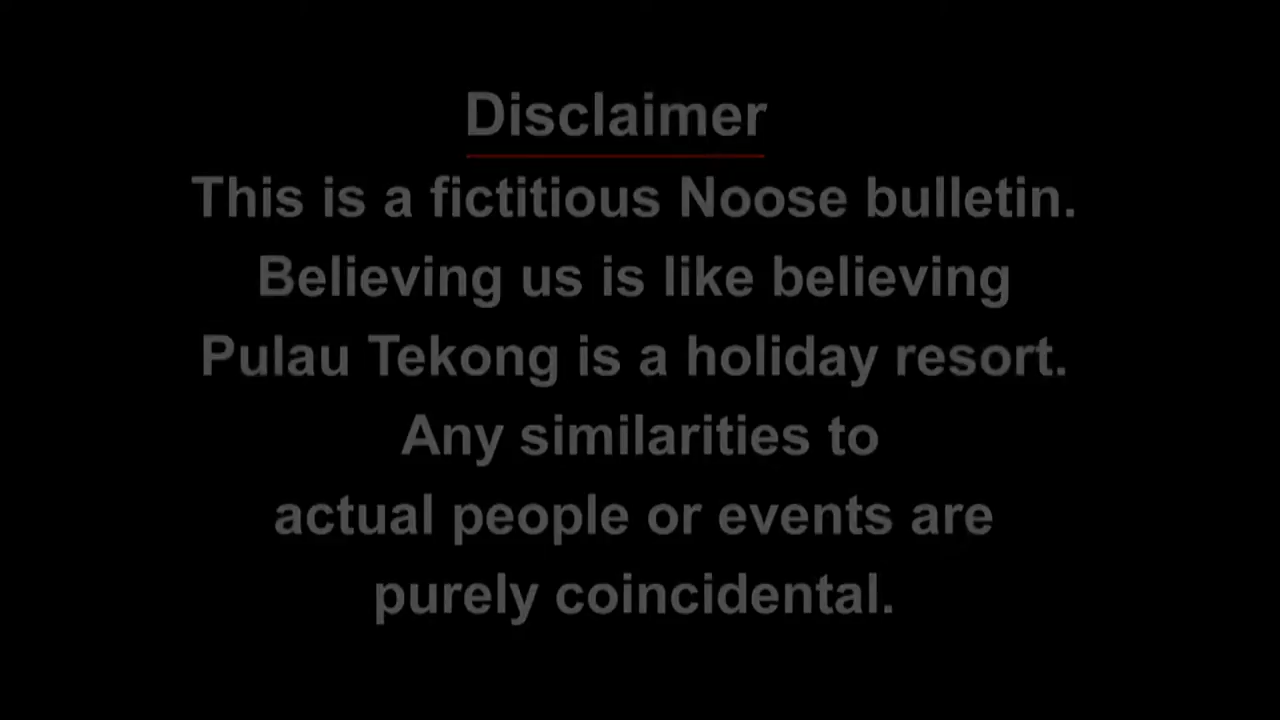 Disclaimer
This is a fictitious Noose bulletin.
Believing us is like believing
Pulau Tekong is a holiday resort.
Any similarities to
actual people or events are
purely coincidental.